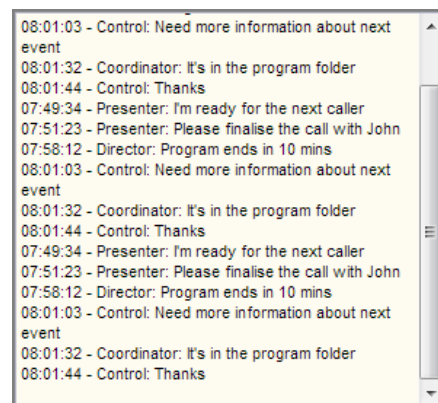 08:01:03 - Control: Need more information about next
event
08:01:32 - Coordinator: It's in the program folder
08:01:44 - Control: Thanks
07:49:34 - Presenter: I'm ready for the next caller
07:51:23 - Presenter: Please finalise the call with John
07:58:12 - Director: Program ends in 10 mins
08:01:03 - Control: Need more information about next
event
08:01:32 - Coordinator: It's in the program folder
08:01:44 - Control: Thanks
07:49:34 - Presenter: I'm ready for the next caller
07:51:23 - Presenter: Please finalise the call with John
07:58:12 - Director: Program ends in 10 mins
08:01:03 - Control: Need more information about next
event
08:01:32 - Coordinator: It's in the program folder
08:01:44 - Control: Thanks